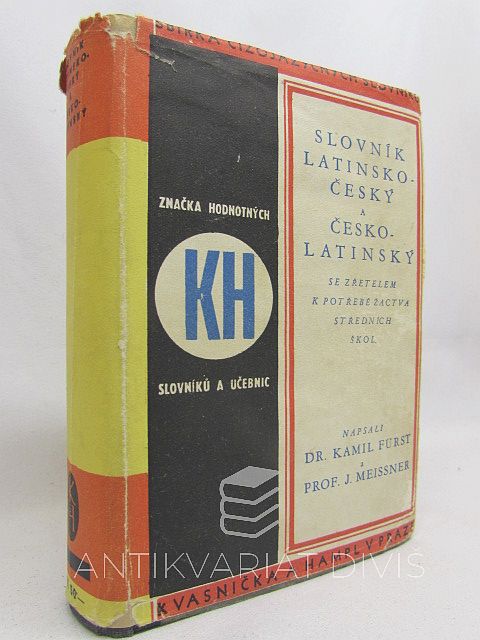 SBÍRKA CIZOJAZYČNÝCH SLOVNÍKŮ
ZNAČKA HODNOTNÝCH
KH
SLOVNÍKŮ A UČEBNIC
SLOVNÍK
LATINSKO-
ČESKÝ
A
ČESKO-
LATINSKÝ
SE ZŘETELEM
K POTŘEBĚ ŽACTVA
STŘEDNÍCH
ŠKOL.
NAPSALI
DR. KAMIL FÜRST
a
PROF. J. MEISSNER
KVASNIČKA A HAMPL V PRAZE
ANTIKVARIÁT DIVIŠ